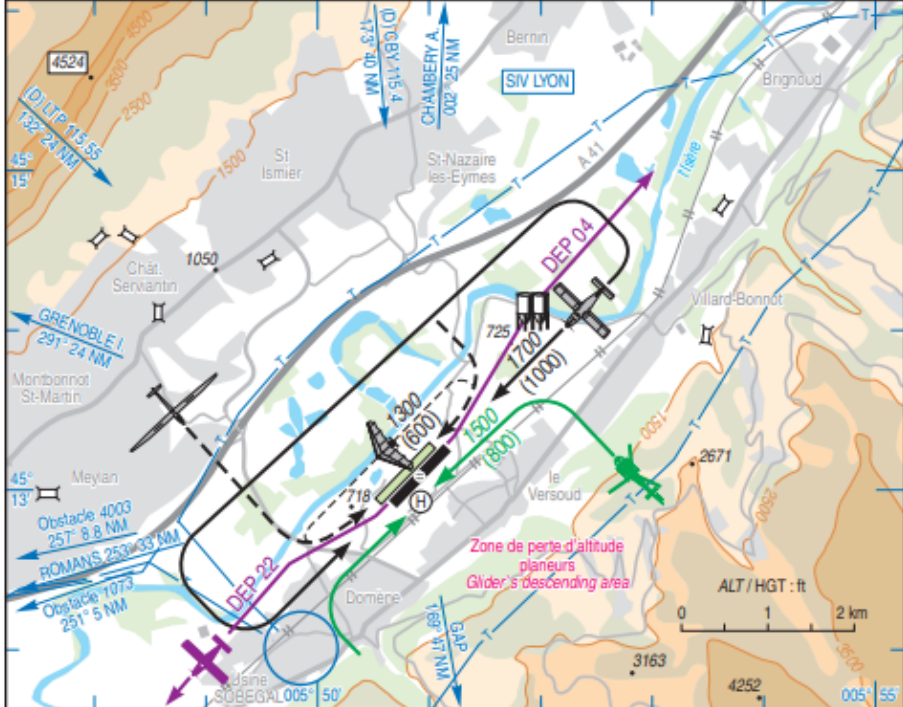 4524
4500
3500
2500
1500
(D) LTP 115.55
132° 24 NM
(D) CBY 115.4
173° 40 NM
CHAMBERY A.
002° 25 NM
Bernin
SIV LYON
Brignoud
T
T
45°
15'
St
Ismier
St-Nazaire
les-Eymes
A 41
l'Isère
T
T
T
1050
Chât.
Serviantin
DEP 04
Villard-Bonnot
GRENOBLE I.
291° 24 NM
T
725
1700
(1000)
T
Montbonnot
St-Martin
1300
(600)
1500
(800)
1550
2671
2550
45°
13'
Meylan
718
H
le
Versoud
T
Obstacle 4003
257° 8.8 NM
ROMANS 253° 33 NM
Obstacle 1073
251° 5 NM
DEP 22
Domène
Zone de perte d'altitude
planeurs
Glider's descending area
ALT / HGT : ft
0 1 2 km
GAP
169° 47 NM
T
Usine
SOBEGAL
005° 50'
3163
4252
3500
005° 55'